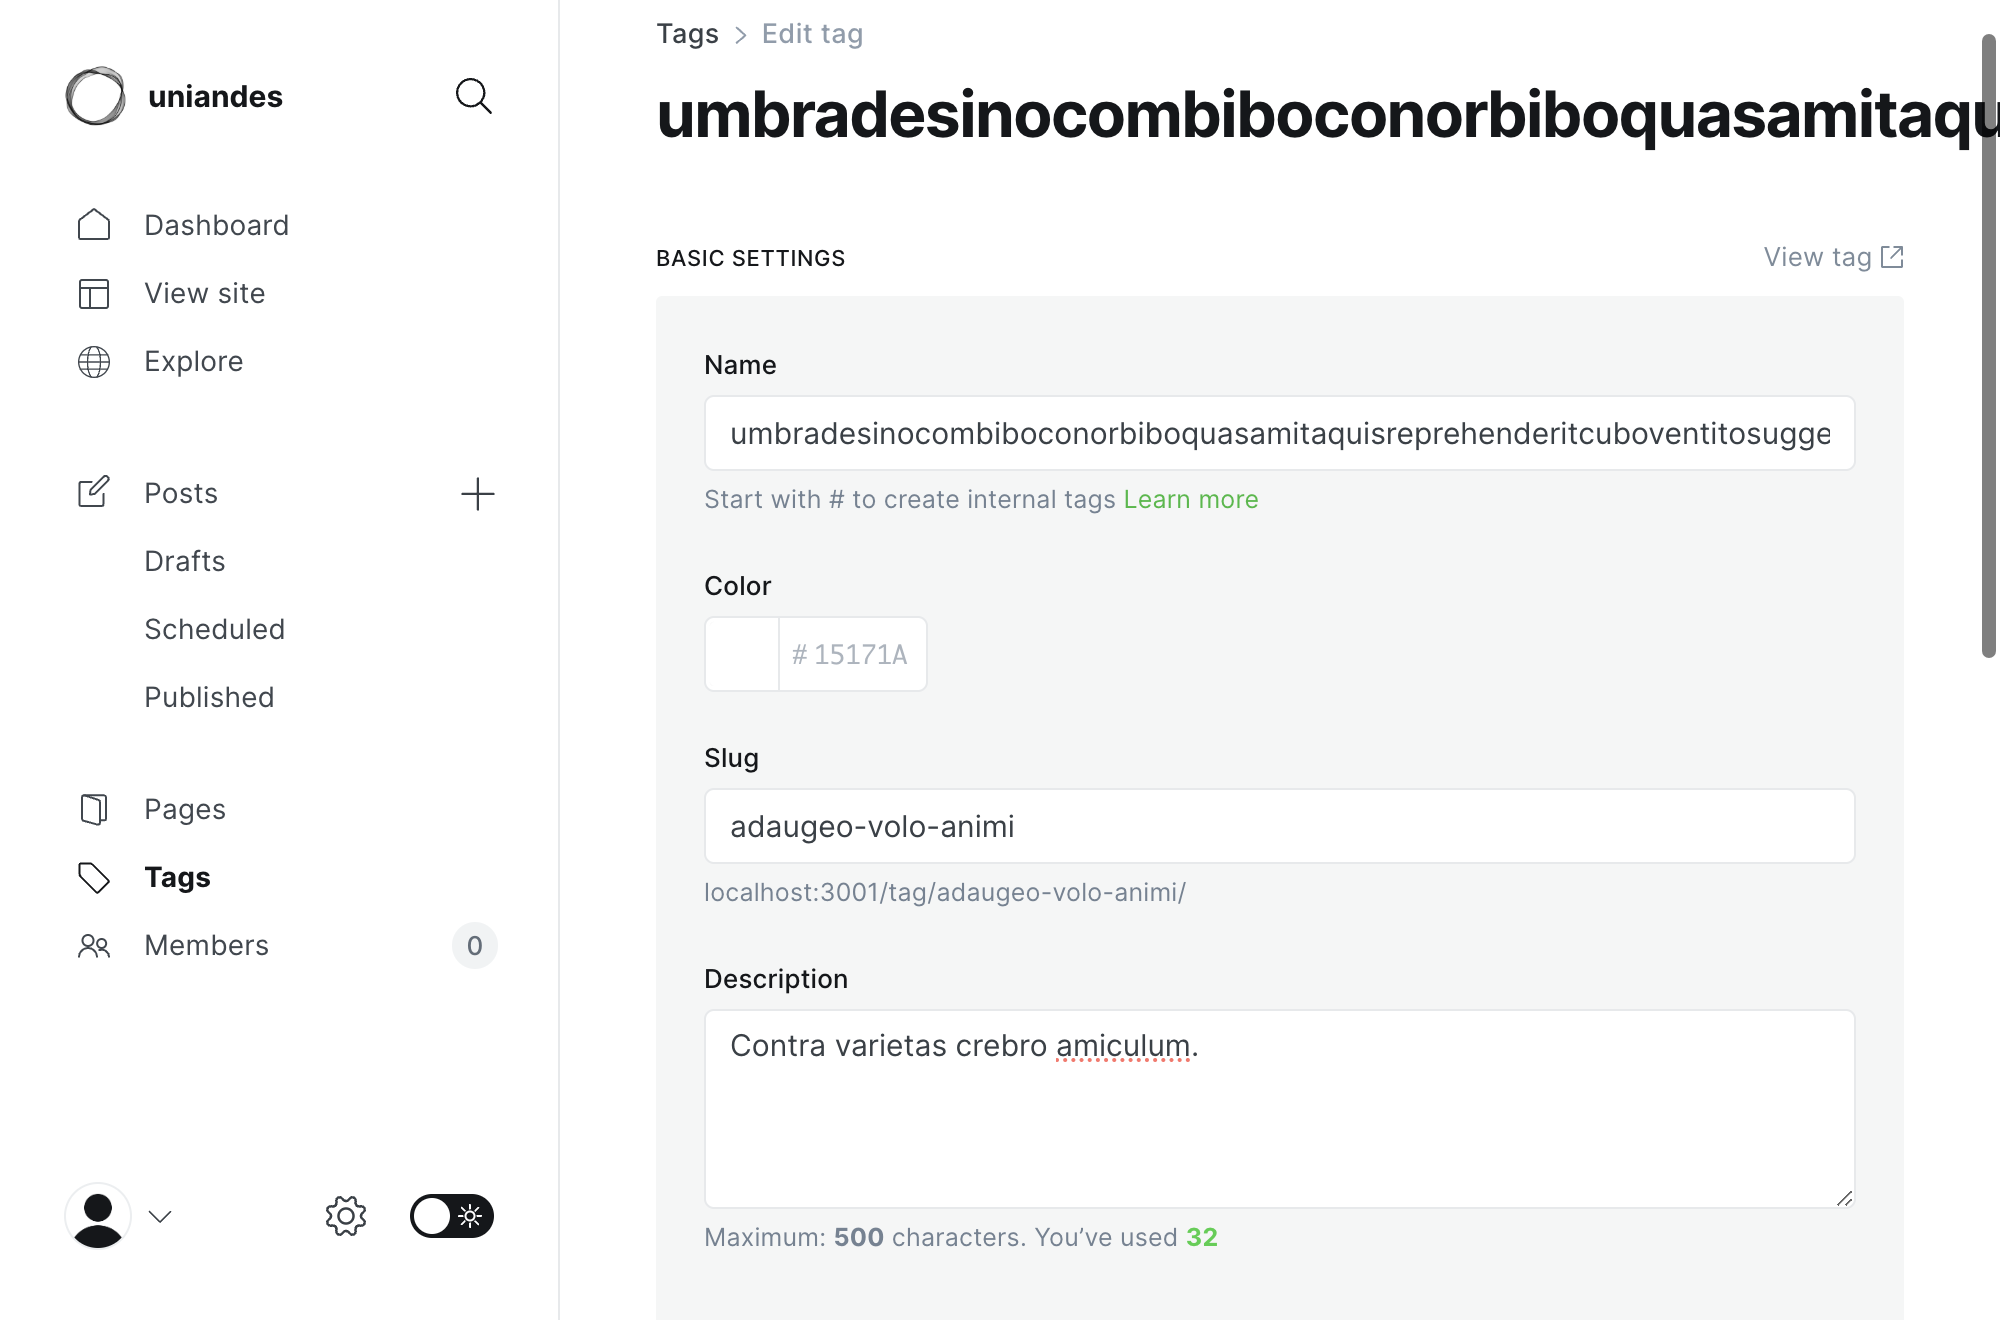 uniandes
Dashboard
View site
Explore
Posts
Drafts
Scheduled
Published
Pages
Tags
Members 0
Tags > Edit tag
umbradesinocombiboconorbiboquasamitaqu
BASIC SETTINGS
View tag
Name
umbradesinocombiboconorbiboquasamitaquisreprehenderitcuboventitosugge
Start with # to create internal tags Learn more
Color
# 15171A
Slug
adaugeo-volo-animi
localhost:3001/tag/adaugeo-volo-animi/
Description
Contra varietas crebro amiculum.
Maximum: 500 characters. You’ve used 32